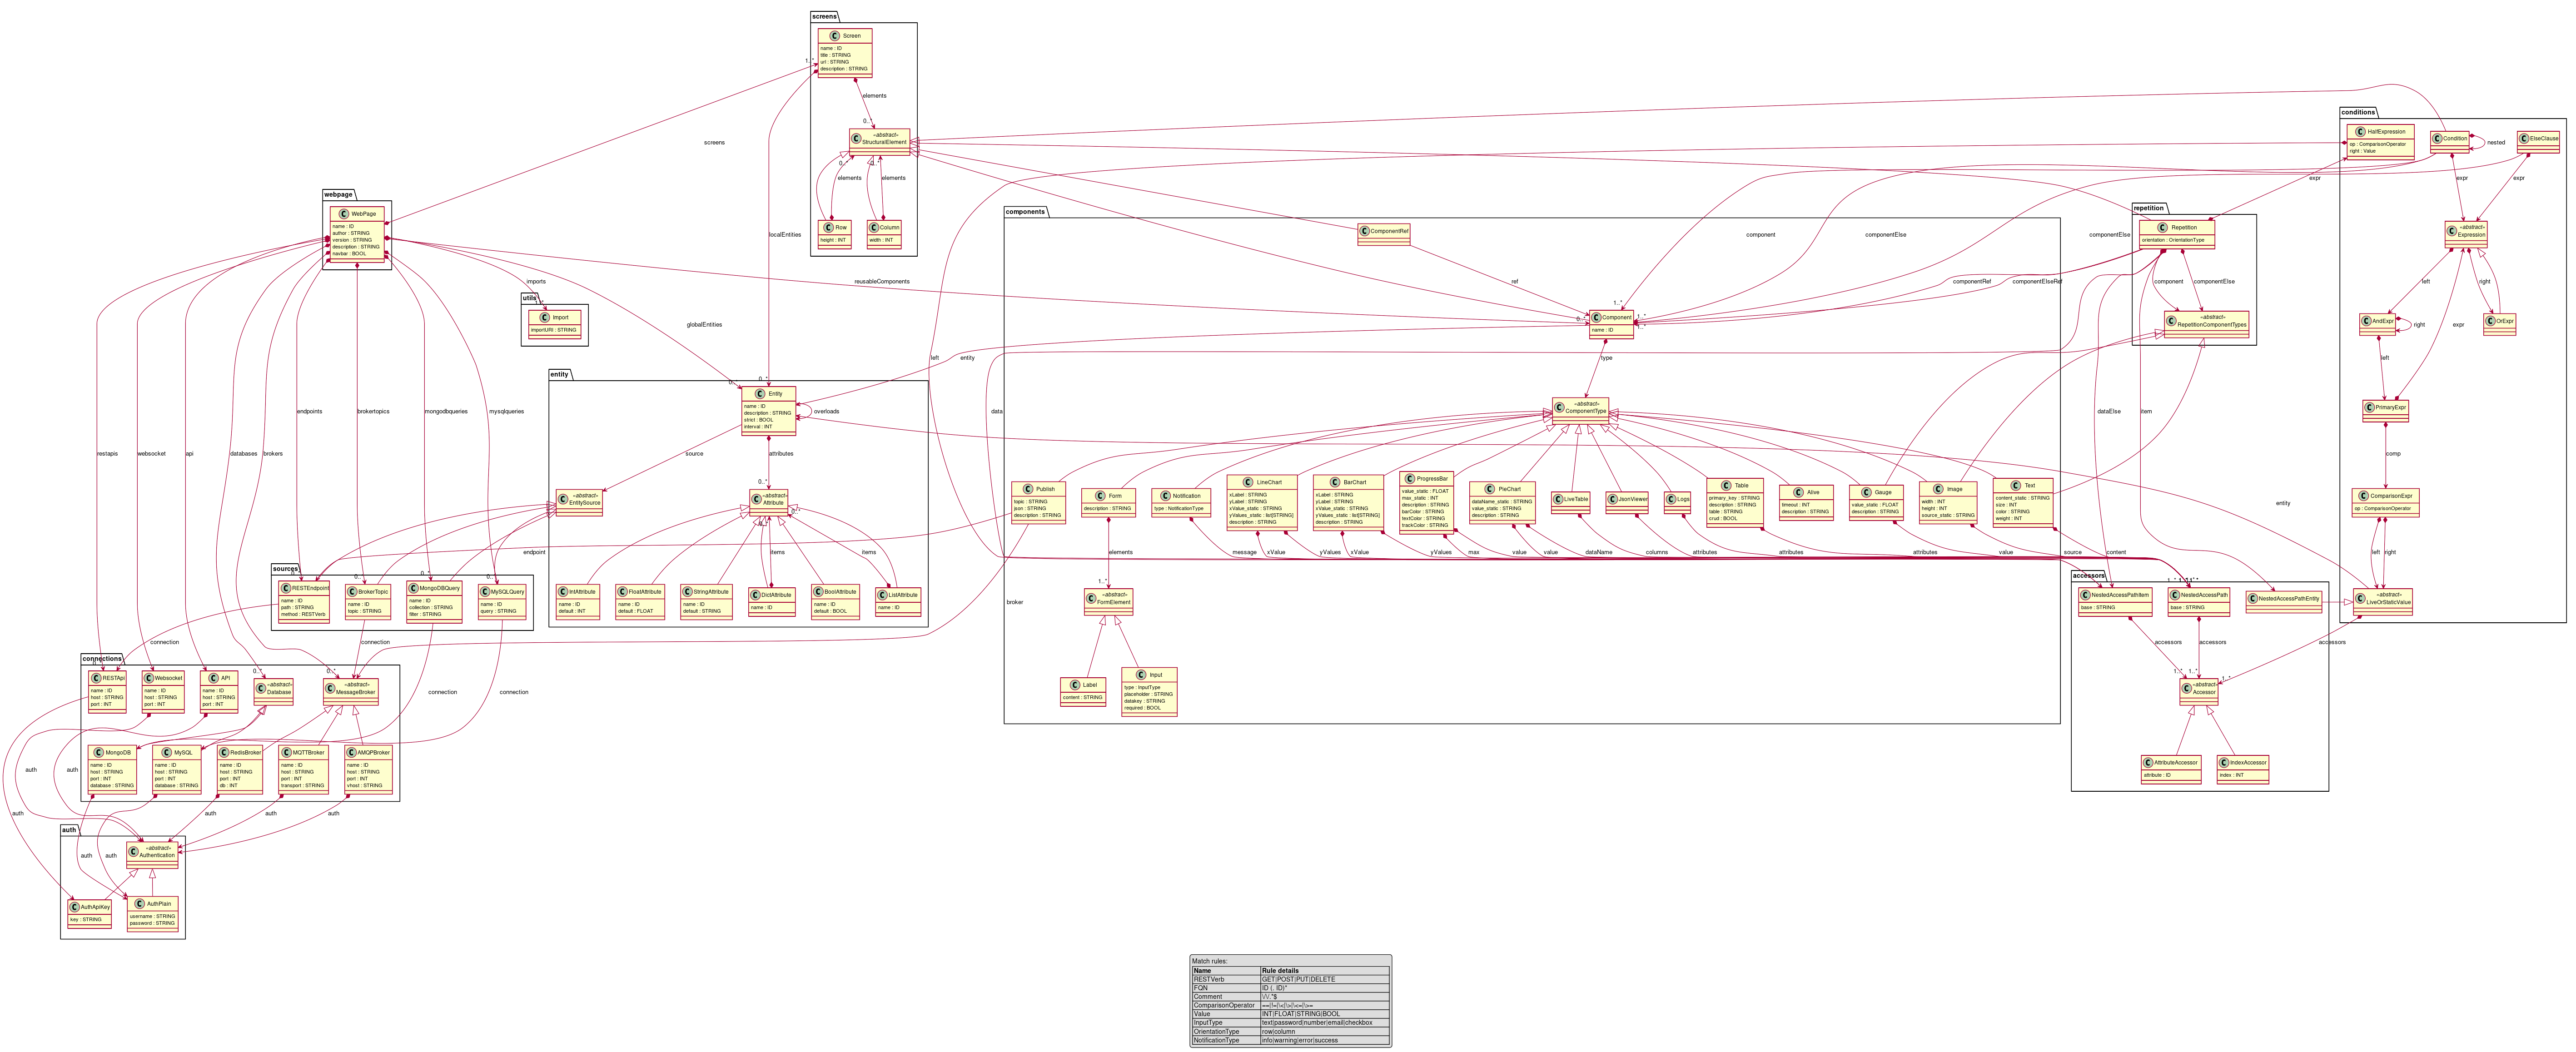 screens
Screen
name : ID
title : STRING
url : STRING
description : STRING
1..*
elements
0..*
«abstract»
StructuralElement
0..*
0..*
elements
elements
Row
height : INT
Column
width : INT
screens
localEntities
webpage
WebPage
name : ID
author : STRING
version : STRING
description : STRING
navbar : BOOL
imports
utils
Import
importURI : STRING
globalEntities
reusableComponents
restapis
websocket
api
databases
brokers
endpoints
brokertopics
mongodbqueries
mysqlqueries
conditions
HalfExpression
op : ComparisonOperator
right : Value
Condition
nested
ElseClause
expr
expr
expr
«abstract»
Expression
left
right
expr
AndExpr
right
OrExpr
left
PrimaryExpr
comp
ComparisonExpr
op : ComparisonOperator
left
right
«abstract»
LiveOrStaticValue
repetition
Repetition
orientation : OrientationType
component
componentElse
«abstract»
RepetitionComponentTypes
components
ComponentRef
ref
component
componentElse
componentElse
componentRef
componentElseRef
1..*
0..*
1..*
1..*
Component
name : ID
type
«abstract»
ComponentType
left
entity
data
dataElse
item
entity
entity
0..*
0..*
Entity
name : ID
description : STRING
strict : BOOL
interval : INT
overloads
source
attributes
0..*
«abstract»
EntitySource
«abstract»
Attribute
0..*
0..*
items
items
IntAttribute
name : ID
default : INT
FloatAttribute
name : ID
default : FLOAT
StringAttribute
name : ID
default : STRING
DictAttribute
name : ID
BoolAttribute
name : ID
default : BOOL
ListAttribute
name : ID
Publish
topic : STRING
json : STRING
description : STRING
Form
description : STRING
Notification
type : NotificationType
LineChart
xLabel : STRING
yLabel : STRING
xValue_static : STRING
yValues_static : list[STRING]
description : STRING
BarChart
xLabel : STRING
yLabel : STRING
xValue_static : STRING
yValues_static : list[STRING]
description : STRING
ProgressBar
value_static : FLOAT
max_static : INT
description : STRING
barColor : STRING
textColor : STRING
trackColor : STRING
PieChart
dataName_static : STRING
value_static : STRING
description : STRING
LiveTable
JsonViewer
Logs
Table
primary_key : STRING
description : STRING
table : STRING
crud : BOOL
Alive
timeout : INT
description : STRING
Gauge
value_static : FLOAT
description : STRING
Image
width : INT
height : INT
source_static : STRING
Text
content_static : STRING
size : INT
color : STRING
weight : INT
endpoint
elements
message
xValue
yValues
xValue
yValues
max
value
value
dataName
columns
attributes
attributes
attributes
value
source
content
broker
1..*
«abstract»
FormElement
Label
content : STRING
Input
type : InputType
placeholder : STRING
datakey : STRING
required : BOOL
sources
RESTEndpoint
name : ID
path : STRING
method : RESTVerb
BrokerTopic
name : ID
topic : STRING
0..*
MongoDBQuery
name : ID
collection : STRING
filter : STRING
MySQLQuery
name : ID
query : STRING
connection
connection
connection
connection
accessors
NestedAccessPathItem
base : STRING
NestedAccessPath
base : STRING
NestedAccessPathEntity
accessors
accessors
accessors
1..*
1..*
1..*
«abstract»
Accessor
AttributeAccessor
attribute : ID
IndexAccessor
index : INT
connections
RESTApi
name : ID
host : STRING
port : INT
Websocket
name : ID
host : STRING
port : INT
API
name : ID
host : STRING
port : INT
0..*
«abstract»
Database
0..*
«abstract»
MessageBroker
MongoDB
name : ID
host : STRING
port : INT
database : STRING
MySQL
name : ID
host : STRING
port : INT
database : STRING
RedisBroker
name : ID
host : STRING
port : INT
db : INT
MQTTBroker
name : ID
host : STRING
port : INT
transport : STRING
AMQPBroker
name : ID
host : STRING
port : INT
vhost : STRING
auth
auth
auth
auth
auth
auth
auth
auth
auth
«abstract»
Authentication
AuthApiKey
key : STRING
AuthPlain
username : STRING
password : STRING
Match rules:
Name Rule details
RESTVerb GET|POST|PUT|DELETE
FQN ID (. ID)*
Comment \/\/.*$
ComparisonOperator
Value INT|FLOAT|STRING|BOOL
InputType text|password|number|email|checkbox
OrientationType row|column
NotificationType info|warning|error|success